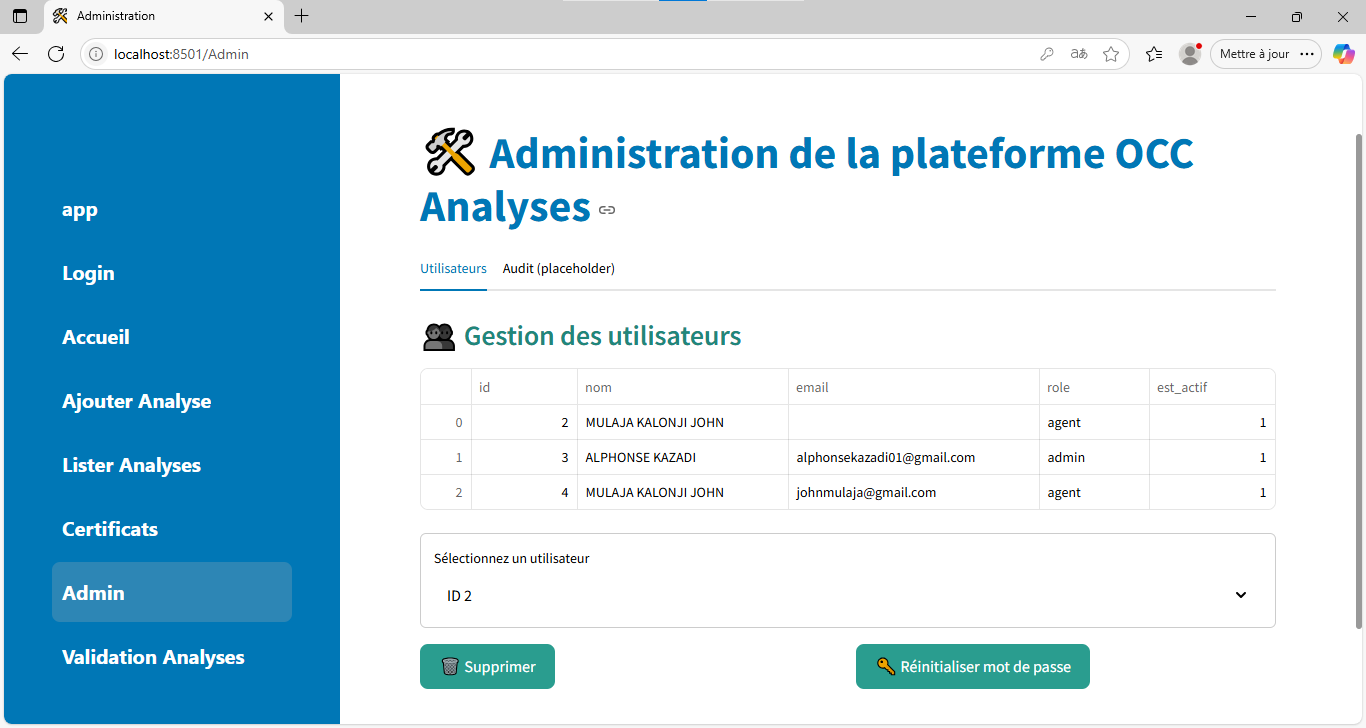 Administration
localhost:8501/Admin
aあ
Mettre à jour
app
Login
Accueil
Ajouter Analyse
Lister Analyses
Certificats
Admin
Validation Analyses
Administration de la plateforme OCC
Analyses
Utilisateurs Audit (placeholder)
Gestion des utilisateurs
id nom email role est_actif
0 2 MULAJA KALONJI JOHN agent 1
1 3 ALPHONSE KAZADI alphonsekazadi01@gmail.com admin 1
2 4 MULAJA KALONJI JOHN johnmulaja@gmail.com agent 1
Sélectionnez un utilisateur
ID 2
Supprimer Réinitialiser mot de passe